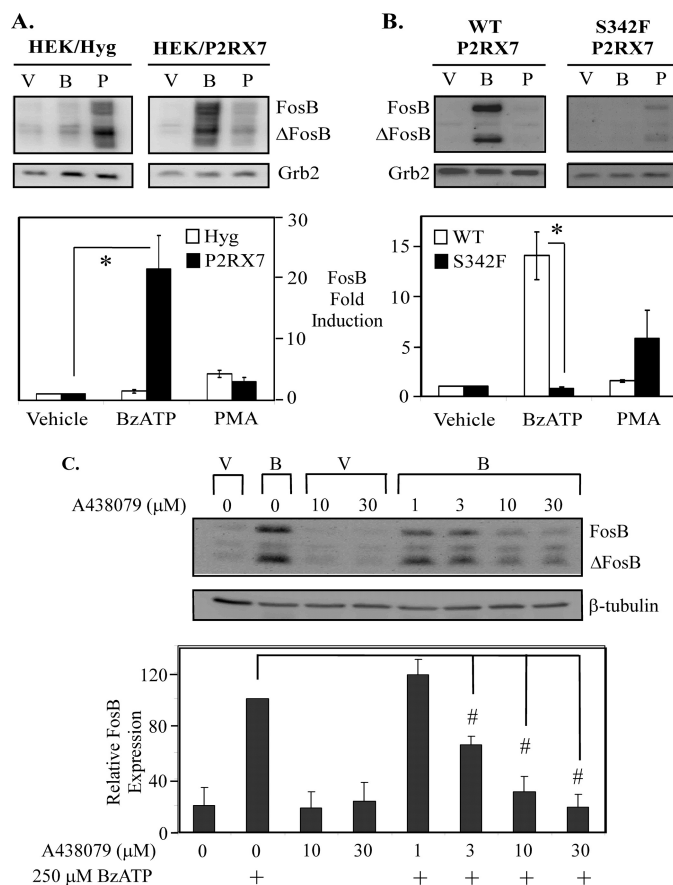 A.
HEK/Hyg HEK/P2RX7
V B P V B P
FosB
ΔFosB
Grb2
30
20
10
0
Hyg
P2RX7
*
FosB
Fold
Induction
Vehicle BzATP PMA
B.
WT
P2RX7
S342F
P2RX7
V B P V B P
FosB
ΔFosB
Grb2
15
10
5
0
WT
S342F
*
Vehicle BzATP PMA
C.
V B V B
A438079 (μM) 0 0 10 30 1 3 10 30
FosB
ΔFosB
β-tubulin
Relative FosB
Expression
120
80
40
0
# # #
A438079 (μM) 0 0 10 30 1 3 10 30
250 μM BzATP + + + + +